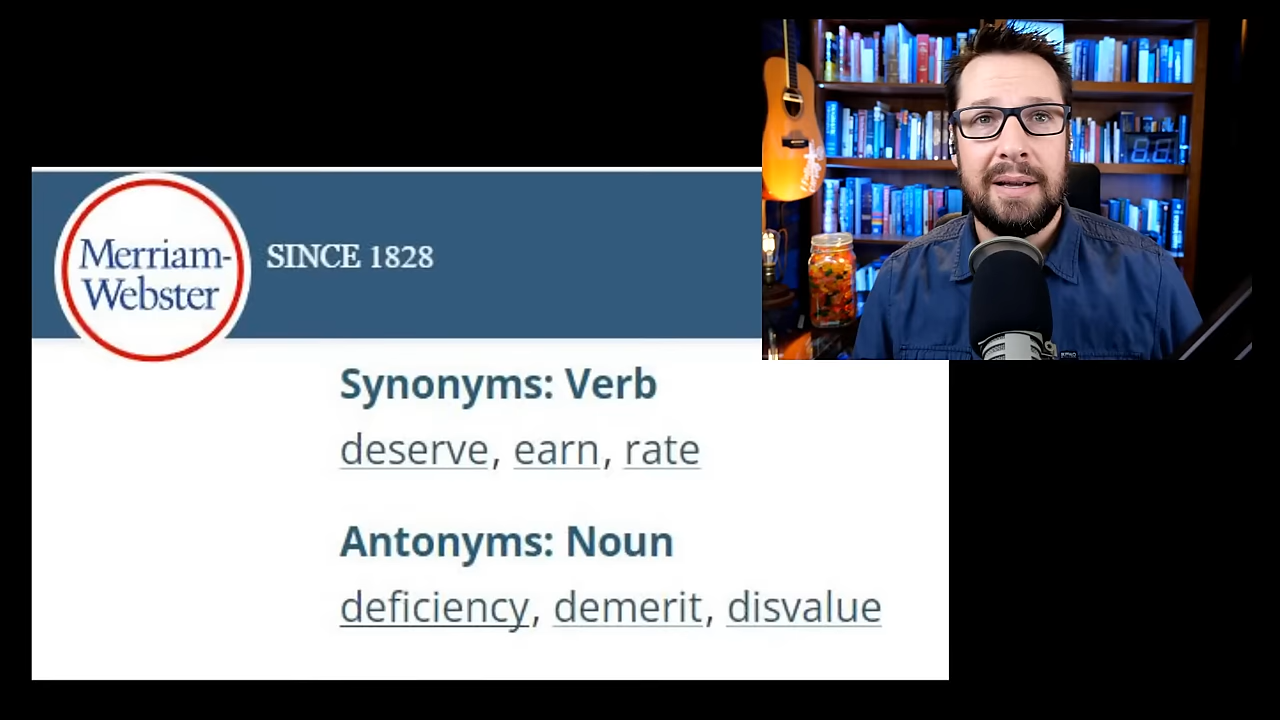 Merriam-
Webster
SINCE 1828
Synonyms: Verb
deserve, earn, rate
Antonyms: Noun
deficiency, demerit, disvalue